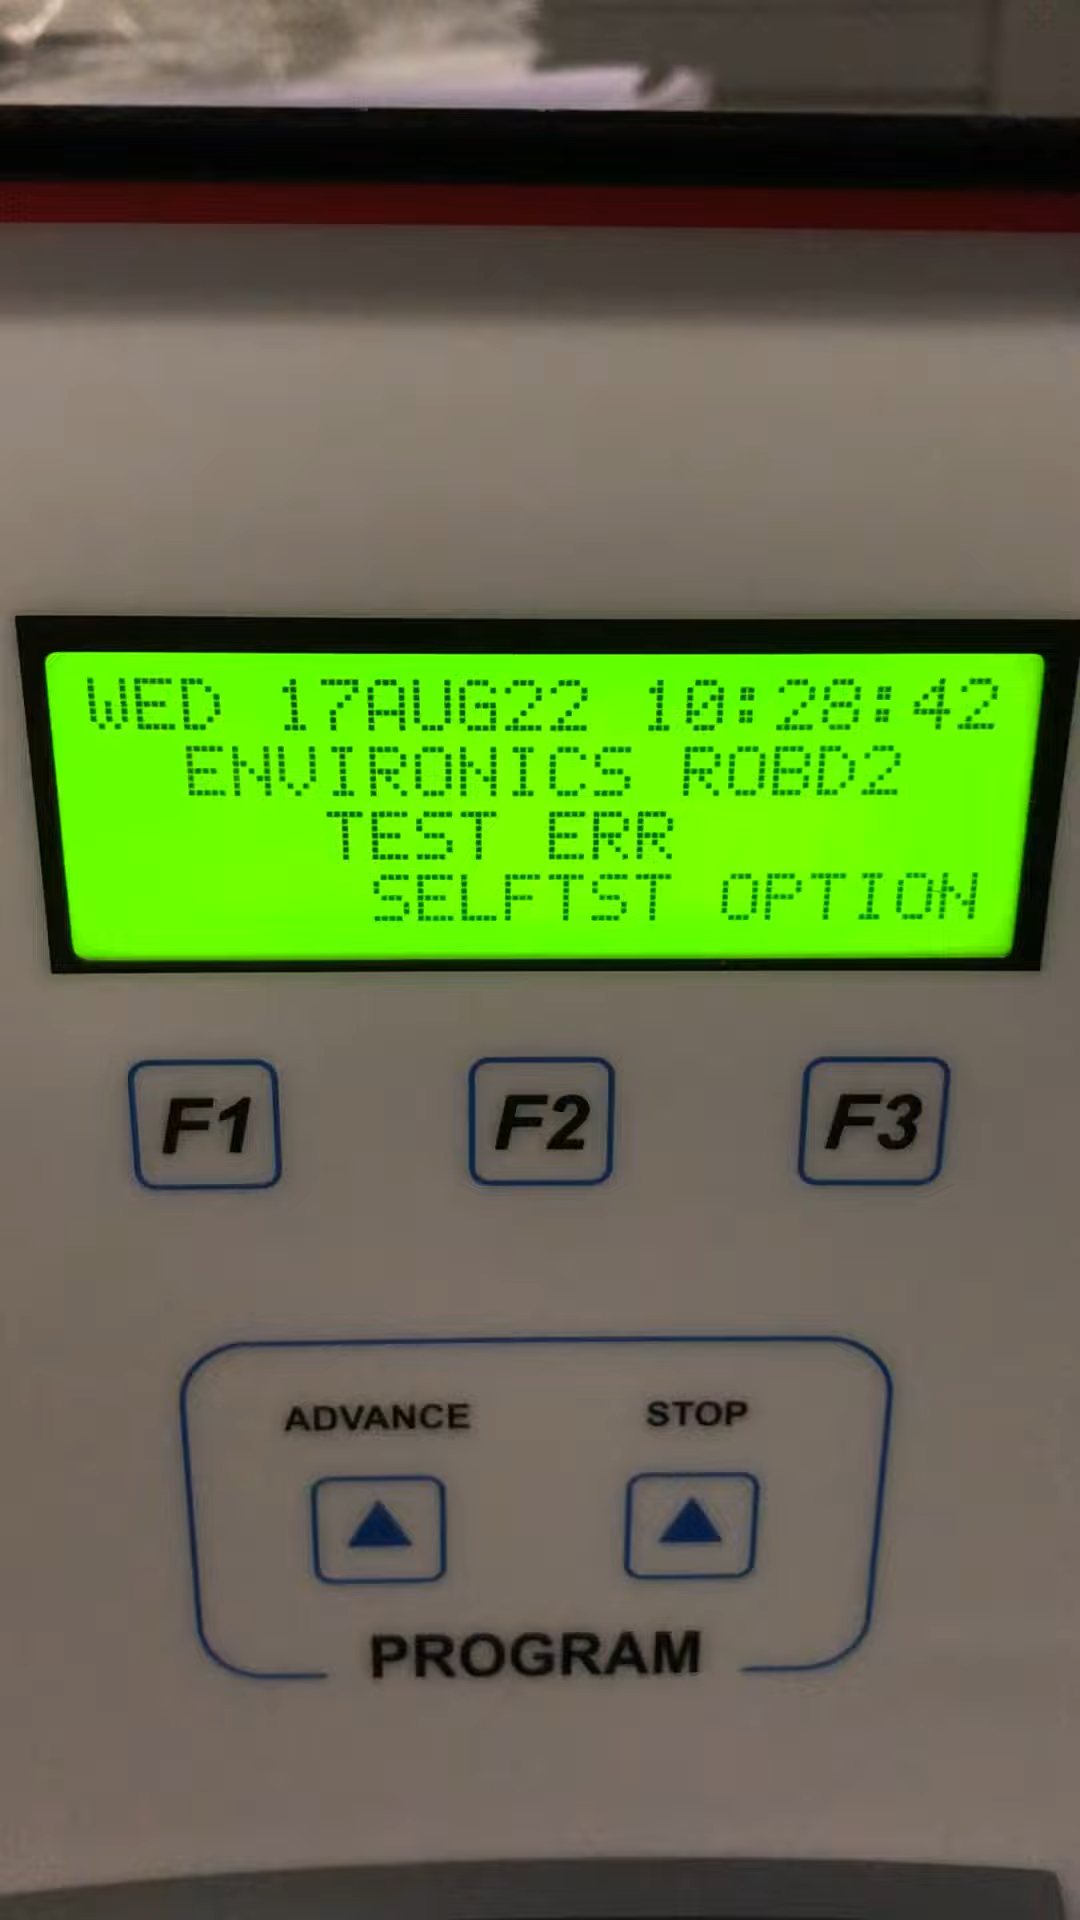 WED 17AUG22 10:28:42
ENVIRONICS ROBD2
TEST ERR
SELFTST OPTION
F1 F2 F3
ADVANCE STOP
PROGRAM